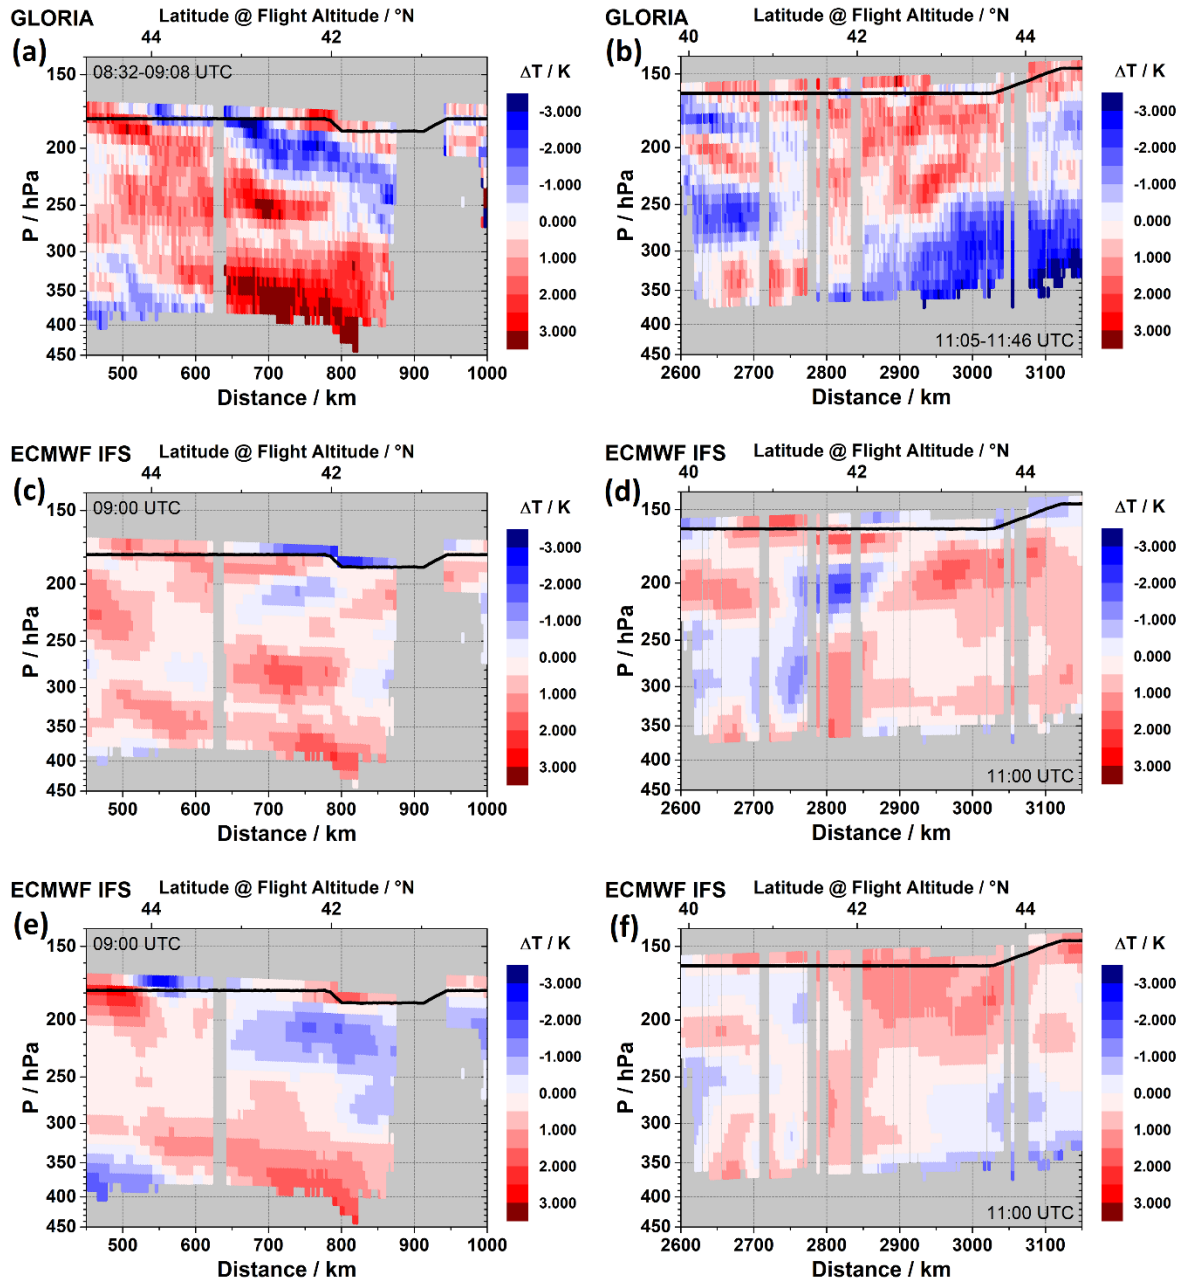 GLORIA Latitude @ Flight Altitude / °N
(a) 44 42
08:32-09:08 UTC
ΔT / K
P / hPa
150
200
250
300
350
400
450
-3.000
-2.000
-1.000
0.000
1.000
2.000
3.000
500 600 700 800 900 1000
Distance / km
GLORIA Latitude @ Flight Altitude / °N
(b) 40 42 44
ΔT / K
P / hPa
150
200
250
300
350
400
450
-3.000
-2.000
-1.000
0.000
1.000
2.000
3.000
11:05-11:46 UTC
2600 2700 2800 2900 3000 3100
Distance / km
ECMWF IFS Latitude @ Flight Altitude / °N
(c) 44 42
09:00 UTC
ΔT / K
P / hPa
150
200
250
300
350
400
450
-3.000
-2.000
-1.000
0.000
1.000
2.000
3.000
500 600 700 800 900 1000
Distance / km
ECMWF IFS Latitude @ Flight Altitude / °N
(d) 40 42 44
ΔT / K
P / hPa
150
200
250
300
350
400
450
-3.000
-2.000
-1.000
0.000
1.000
2.000
3.000
11:00 UTC
2600 2700 2800 2900 3000 3100
Distance / km
ECMWF IFS Latitude @ Flight Altitude / °N
(e) 44 42
09:00 UTC
ΔT / K
P / hPa
150
200
250
300
350
400
450
-3.000
-2.000
-1.000
0.000
1.000
2.000
3.000
500 600 700 800 900 1000
Distance / km
ECMWF IFS Latitude @ Flight Altitude / °N
(f) 40 42 44
ΔT / K
P / hPa
150
200
250
300
350
400
450
-3.000
-2.000
-1.000
0.000
1.000
2.000
3.000
11:00 UTC
2600 2700 2800 2900 3000 3100
Distance / km